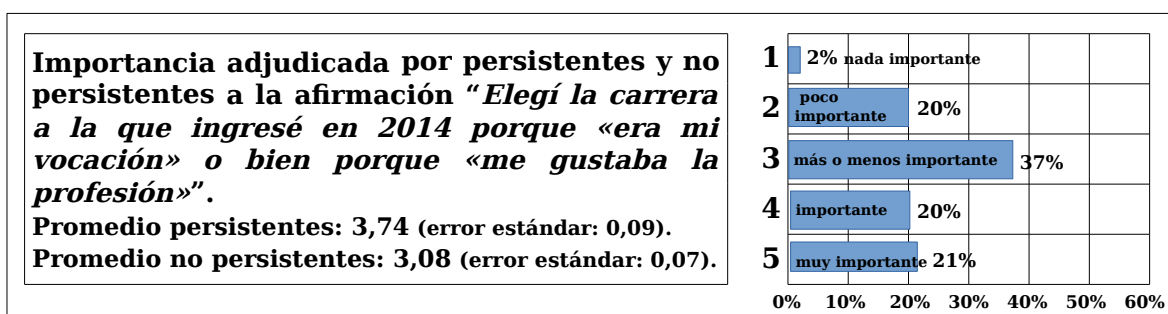 Importancia adjudicada por persistentes y no
persistentes a la afirmación “Elegí la carrera
a la que ingresé en 2014 porque «era mi
vocación» o bien porque «me gustaba la
profesión”».
Promedio persistentes: 3,74 (error estándar: 0,09).
Promedio no persistentes: 3,08 (error estándar: 0,07).
1 2% nada importante
2 poco importante 20%
3 más o menos importante 37%
4 importante 20%
5 muy importante 21%
0% 10% 20% 30% 40% 50% 60%